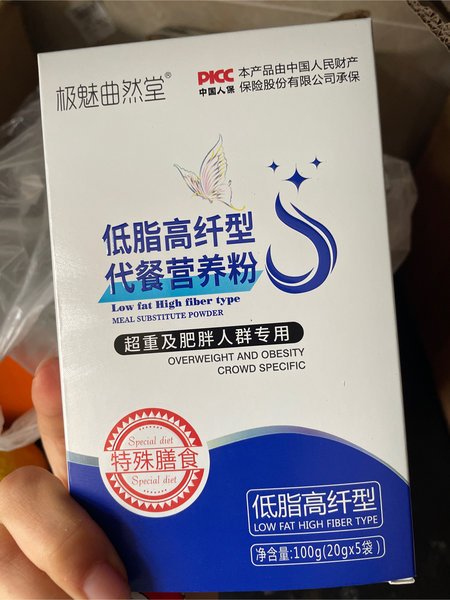 极魅曲然堂®
PICC
中国人保
本产品由中国人民财产
保险股份有限公司承保
低脂高纤型
代餐营养粉
Low fat High fiber type
MEAL SUBSTITUTE POWDER
超重及肥胖人群专用
OVERWEIGHT AND OBESITY
CROWD SPECIFIC
Special diet
特殊膳食
Special diet
低脂高纤型
LOW FAT HIGH FIBER TYPE
净含量:100g(20gx5袋)